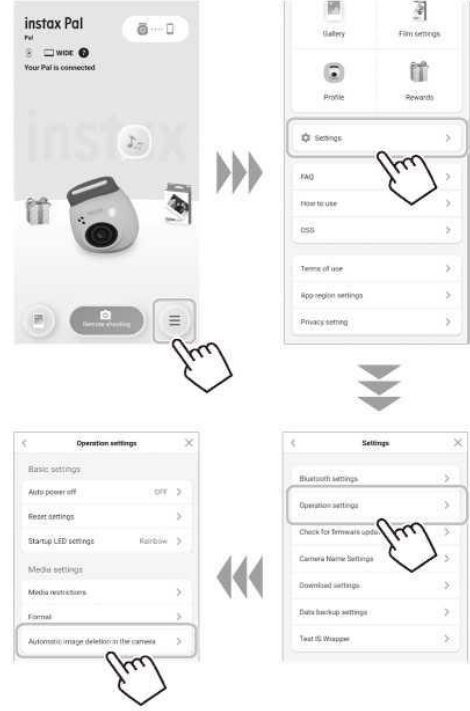 instax Pal
Pal
WIDE ?
Your Pal is connected
instax
Remote shooting
Gallery
Film settings
Profile
Rewards
Settings
FAQ
How to use
OSS
Terms of use
App region settings
Privacy setting
Settings
Bluetooth settings
Operation settings
Check for firmware upda
Camera Name Settings
Download settings
Data backup settings
Test IS Wrapper
Operation settings
Basic settings
Auto power off OFF
Reset settings
Startup LED settings Rainbow
Media settings
Media restrictions
Format
Automatic image deletion in the camera